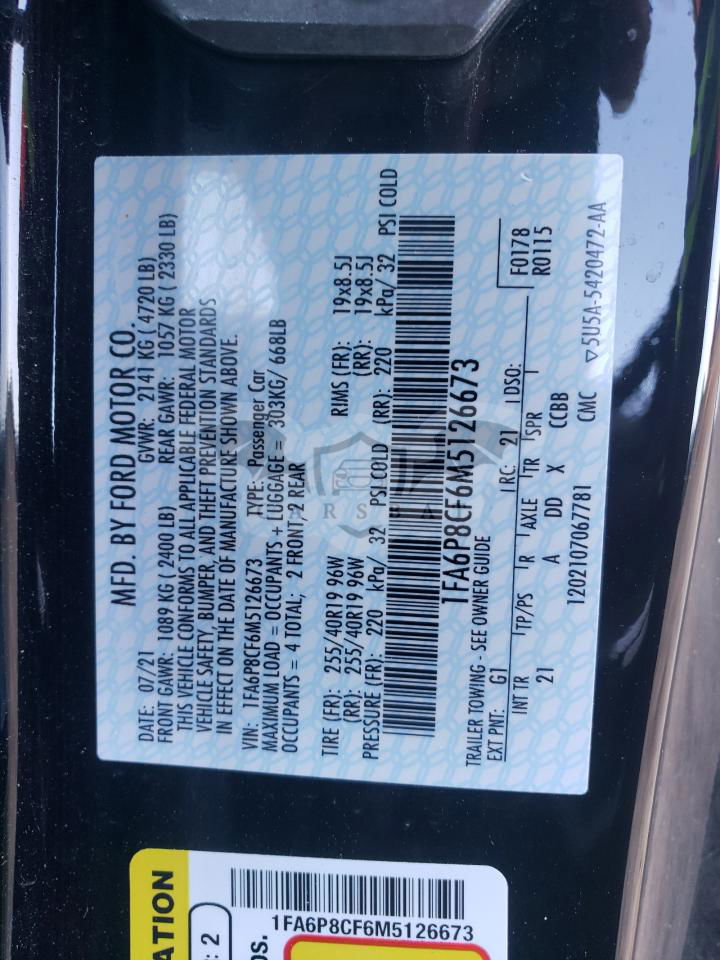 MFD. BY FORD MOTOR CO.
DATE: 07/21 GVWR: 2141 KG ( 4720 LB)
FRONT GAWR: 1089 KG ( 2400 LB) REAR GAWR: 1057 KG ( 2330 LB)
THIS VEHICLE CONFORMS TO ALL APPLICABLE FEDERAL MOTOR
VEHICLE SAFETY, BUMPER, AND THEFT PREVENTION STANDARDS
IN EFFECT ON THE DATE OF MANUFACTURE SHOWN ABOVE.
VIN: 1FA6P8CF6M5126673 TYPE: Passenger Car
MAXIMUM LOAD = OCCUPANTS + LUGGAGE = 303KG/ 668LB
OCCUPANTS = 4 TOTAL; 2 FRONT; 2 REAR
TIRE (FR): 255/40R19 96W RIMS (FR): 19x8.5J
(RR): 255/40R19 96W (RR): 19x8.5J
PRESSURE (FR): 220 kPa/ 32 PSI COLD (RR): 220 kPa/ 32 PSI COLD
1FA6P8CF6M5126673
TRAILER TOWING - SEE OWNER GUIDE
EXT PNT: G1 RC: 21 DSO: F0178
R0115
INT TR TP/PS R AXLE TR SPR
21 A DD X CCBB
1202107067781 CMC
▽5U5A-5420472-AA
ATION
: 2
os.
1FA6P8CF6M5126673